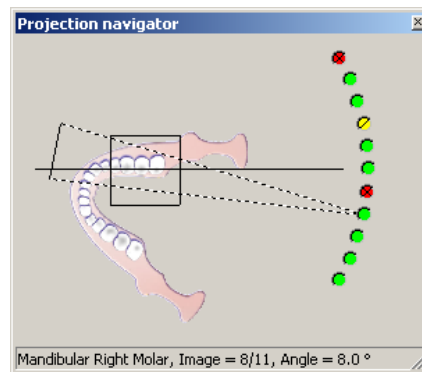 Projection navigator
Mandibular Right Molar, Image = 8/11, Angle = 8.0 °